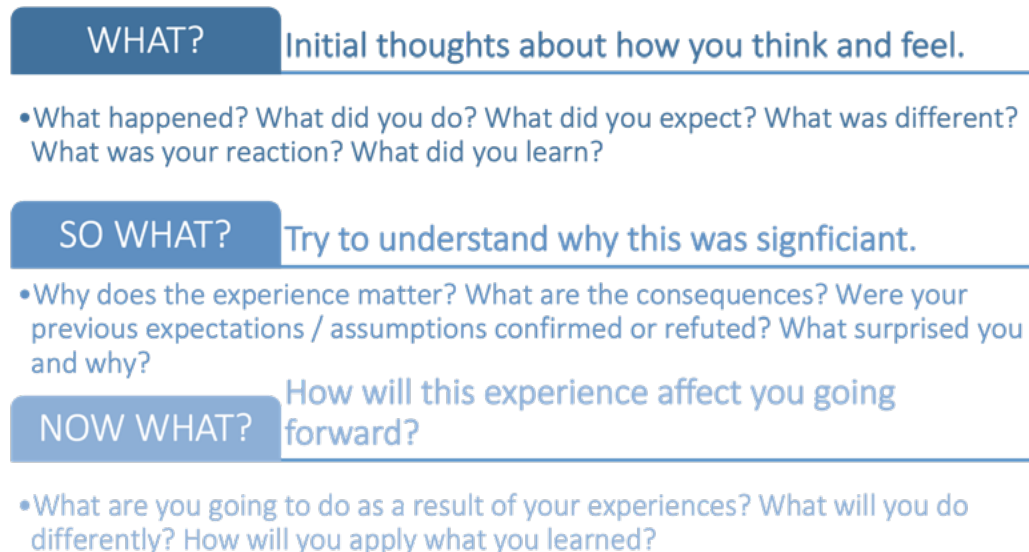 WHAT?
Initial thoughts about how you think and feel.
•What happened? What did you do? What did you expect? What was different?
What was your reaction? What did you learn?
SO WHAT?
Try to understand why this was signficiant.
•Why does the experience matter? What are the consequences? Were your
previous expectations / assumptions confirmed or refuted? What surprised you
and why?
NOW WHAT?
How will this experience affect you going
forward?
•What are you going to do as a result of your experiences? What will you do
differently? How will you apply what you learned?